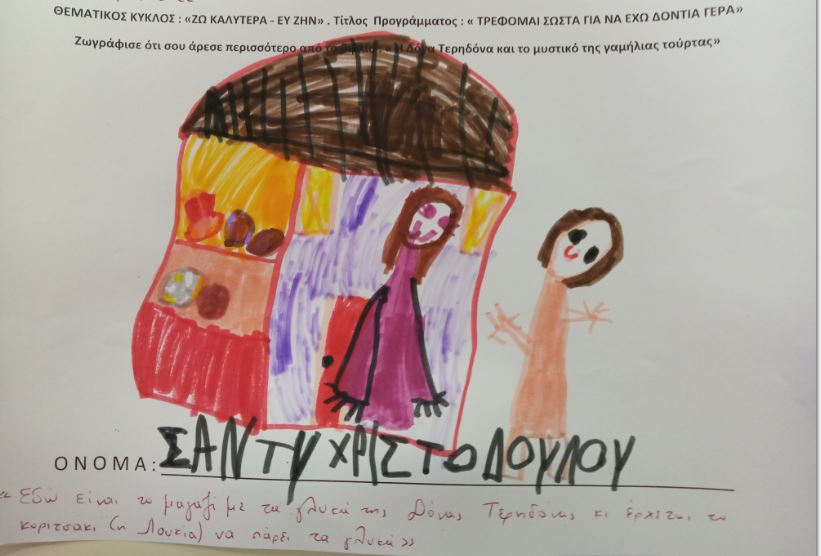 ΘΕΜΑΤΙΚΟΣ ΚΥΚΛΟΣ : «ΖΩ ΚΑΛΥΤΕΡΑ - ΕΥ ΖΗΝ» . Τίτλος Προγράμματος : « ΤΡΕΦΟΜΑΙ ΣΩΣΤΑ ΓΙΑ ΝΑ ΕΧΩ ΔΟΝΤΙΑ ΓΕΡΑ»
Ζωγράφισε ότι σου άρεσε περισσότερο από το βιβλίο: « Η Δόνα Τερηδόνα και το μυστικό της γαμήλιας τούρτας»
ΟΝΟΜΑ: ΣΑΝΤΥ ΧΡΙΣΤΟΔΟΥΛΟΥ
« Εδώ είναι το μαγαζί με τα γλυκά της Δόνας Τερηδόνας κι έρχεται το
κοριτσάκι (η Λουκία) να πάρει τα γλυκά»